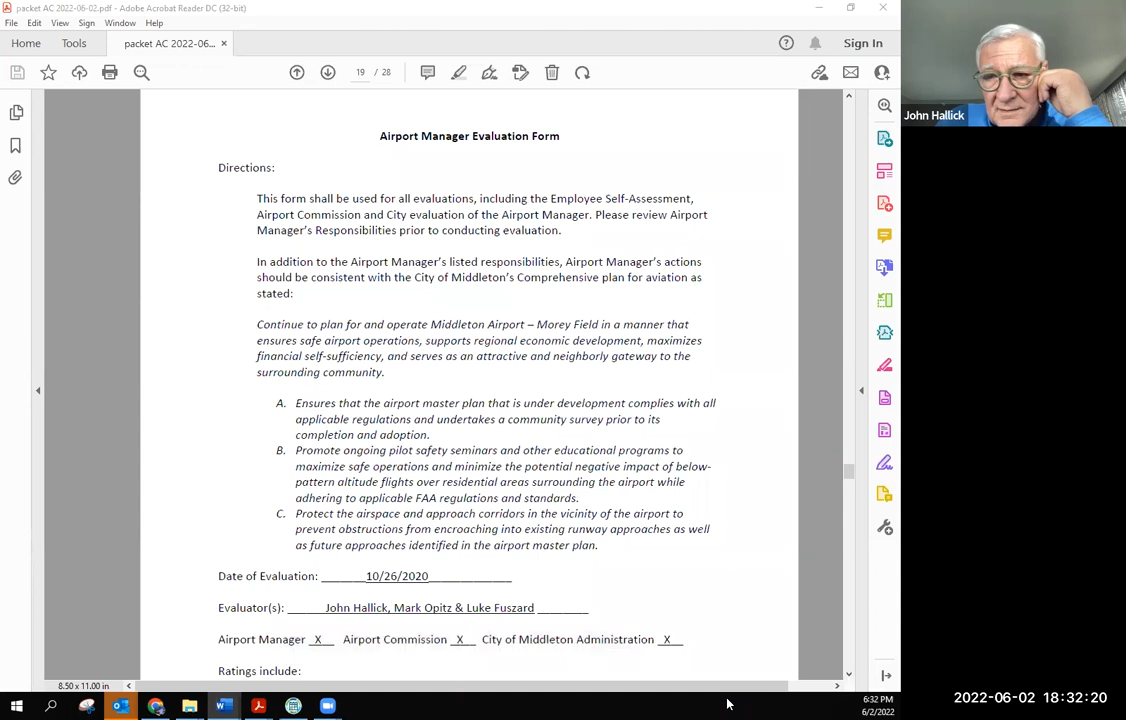 packet AC 2022-06-02.pdf - Adobe Acrobat Reader DC (32-bit)
File Edit View Sign Window Help
Home Tools packet AC 2022-06... × Sign In
19 / 28
John Hallick
Airport Manager Evaluation Form
Directions:
This form shall be used for all evaluations, including the Employee Self-Assessment,
Airport Commission and City evaluation of the Airport Manager. Please review Airport
Manager's Responsibilities prior to conducting evaluation.
In addition to the Airport Manager's listed responsibilities, Airport Manager's actions
should be consistent with the City of Middleton's Comprehensive plan for aviation as
stated:
Continue to plan for and operate Middleton Airport – Morey Field in a manner that
ensures safe airport operations, supports regional economic development, maximizes
financial self-sufficiency, and serves as an attractive and neighborly gateway to the
surrounding community.
A. Ensures that the airport master plan that is under development complies with all
applicable regulations and undertakes a community survey prior to its
completion and adoption.
B. Promote ongoing pilot safety seminars and other educational programs to
maximize safe operations and minimize the potential negative impact of below-
pattern altitude flights over residential areas surrounding the airport while
adhering to applicable FAA regulations and standards.
C. Protect the airspace and approach corridors in the vicinity of the airport to
prevent obstructions from encroaching into existing runway approaches as well
as future approaches identified in the airport master plan.
Date of Evaluation: ______10/26/2020____________
Evaluator(s): _____ John Hallick, Mark Opitz & Luke Fuszard ________
Airport Manager _X__ Airport Commission _X__ City of Middleton Administration _X__
Ratings include:
8.50 x 11.00 in
6:32 PM
6/2/2022
2022-06-02 18:32:20